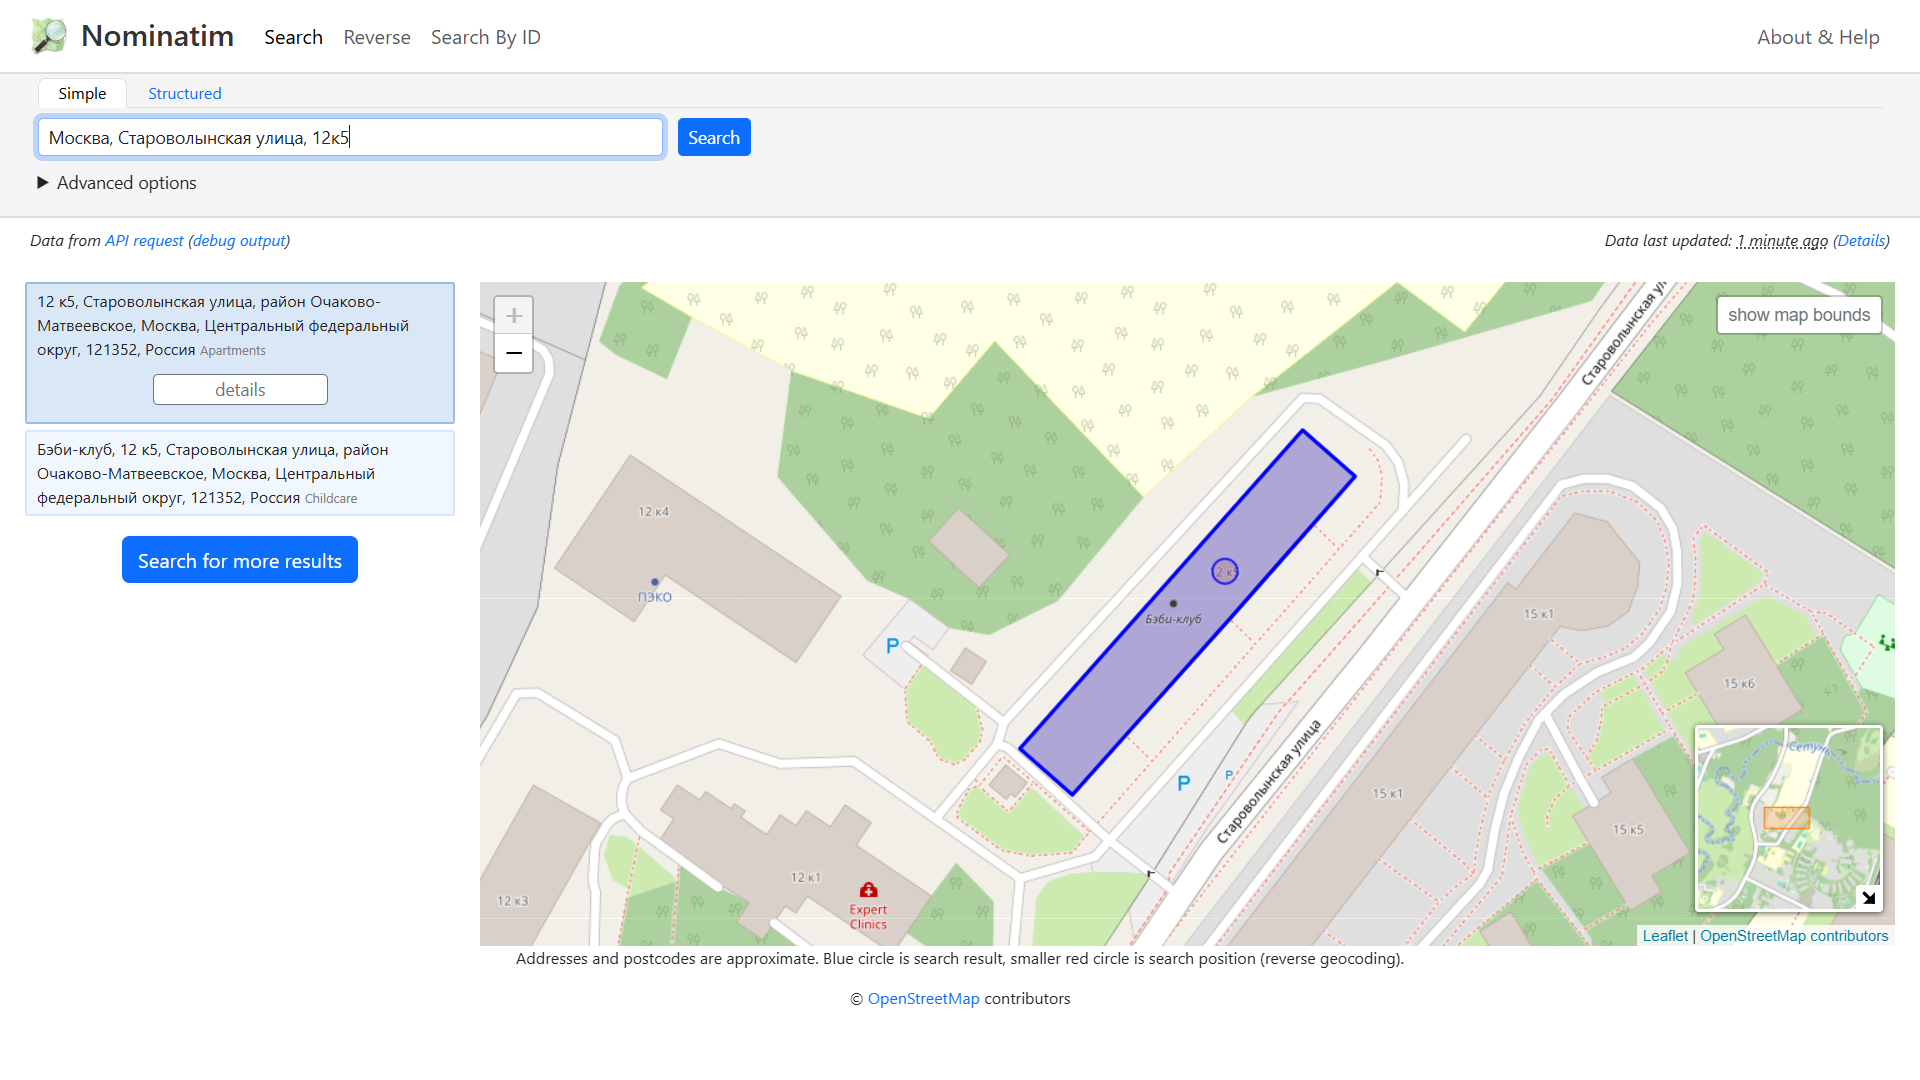 Nominatim
Search
Reverse
Search By ID
About & Help
Simple
Structured
Москва, Староволынская улица, 12к5
Search
Advanced options
Data from API request (debug output)
Data last updated: 1 minute ago (Details)
12 к5, Староволынская улица, район Очаково-
Матвеевское, Москва, Центральный федеральный
округ, 121352, Россия Apartments
details
Бэби-клуб, 12 к5, Староволынская улица, район
Очаково-Матвеевское, Москва, Центральный
федеральный округ, 121352, Россия Childcare
Search for more results
+
−
show map bounds
Староволынская ул
12 к4
ПЭКО
Бэби-клуб
15 к1
P
15 к6
Сетунь
P
P
Староволынская улица
15 к1
15 к5
12 к1
12 к3
Expert
Clinics
Leaflet | OpenStreetMap contributors
Addresses and postcodes are approximate. Blue circle is search result, smaller red circle is search position (reverse geocoding).
© OpenStreetMap contributors